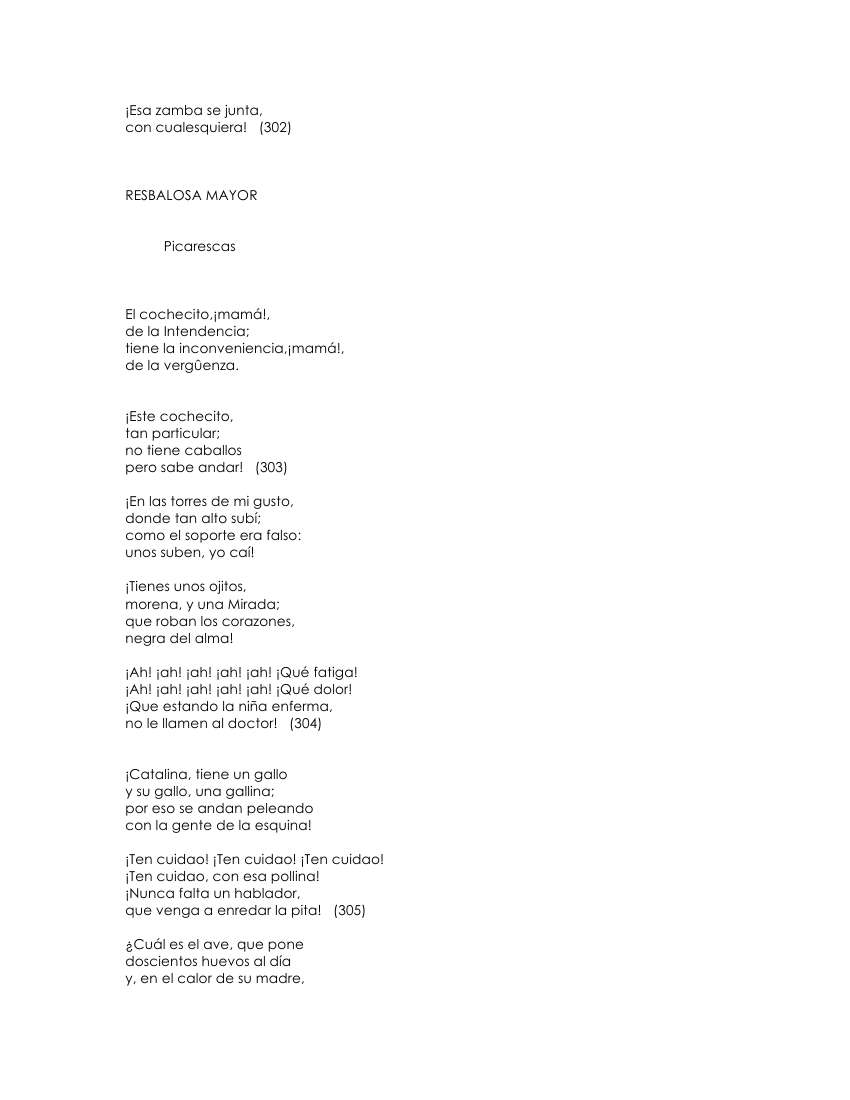 ¡Esa zamba se junta,
con cualesquiera! (302)
RESBALOSA MAYOR
Picarescas
El cochecito,¡mamá!,
de la Intendencia;
tiene la inconveniencia,¡mamá!,
de la vergûenza.
¡Este cochecito,
tan particular;
no tiene caballos
pero sabe andar! (303)
¡En las torres de mi gusto,
donde tan alto subí;
como el soporte era falso:
unos suben, yo caí!
¡Tienes unos ojitos,
morena, y una Mirada;
que roban los corazones,
negra del alma!
¡Ah! ¡ah! ¡ah! ¡ah! ¡ah! ¡Qué fatiga!
¡Ah! ¡ah! ¡ah! ¡ah! ¡ah! ¡Qué dolor!
¡Que estando la niña enferma,
no le llamen al doctor! (304)
¡Catalina, tiene un gallo
y su gallo, una gallina;
por eso se andan peleando
con la gente de la esquina!
¡Ten cuidao! ¡Ten cuidao! ¡Ten cuidao!
¡Ten cuidao, con esa pollina!
¡Nunca falta un hablador,
que venga a enredar la pita! (305)
¿Cuál es el ave, que pone
doscientos huevos al día
y, en el calor de su madre,